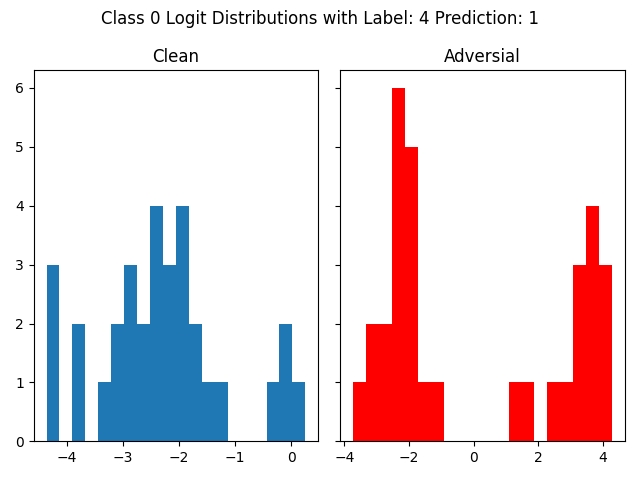 Class 0 Logit Distributions with Label: 4 Prediction: 1
Clean
Adversial
6
5
4
3
2
1
0
−4 −3 −2 −1 0
−4 −2 0 2 4